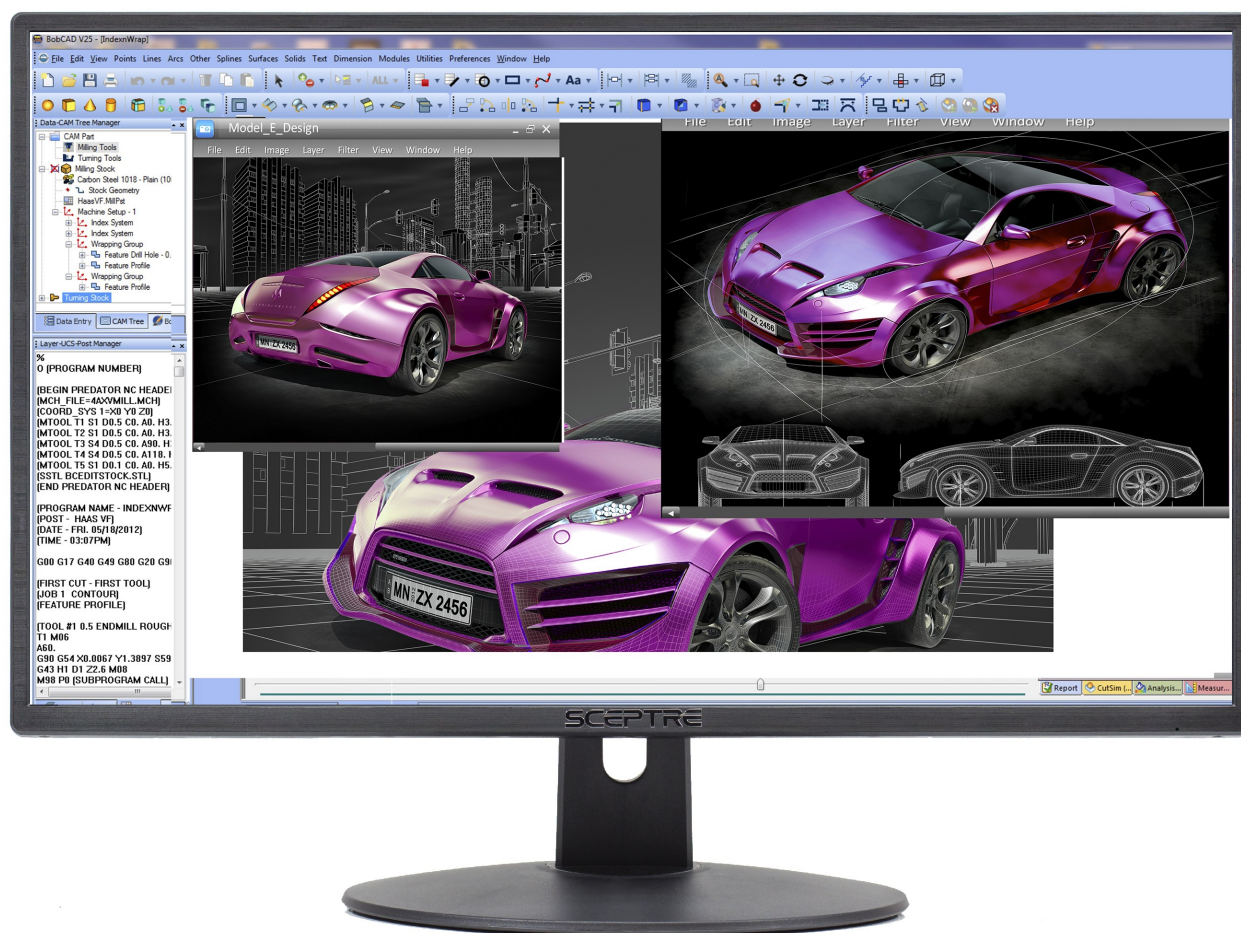 BobCAD V25 - [IndexnWrap]
File Edit View Points Lines Arcs Other Splines Surfaces Solids Text Dimension Modules Utilities Preferences Window Help
ALL
Aa
Data-CAM Tree Manager
CAM Part
Milling Tools
Turning Tools
Milling Stock
Carbon Steel 1018 - Plain (10
Stock Geometry
HaasVF.MillPst
Machine Setup - 1
Index System
Index System
Wrapping Group
Feature Drill Hole - 0.
Feature Profile
Wrapping Group
Feature Profile
Turning Stock
Data Entry CAM Tree Bo
Layer-UCS-Post Manager
%
O (PROGRAM NUMBER)
(BEGIN PREDATOR NC HEADE
(MCH_FILE=4AXVMILL.MCH)
(COORD_SYS 1=X0 Y0 Z0)
(MTOOL T1 S1 D0.5 C0. A0. H3.
(MTOOL T2 S1 D0.5 C0. A0. H3.
(MTOOL T3 S4 D0.5 C0. A90. H
(MTOOL T4 S4 D0.5 C0. A118. H
(MTOOL T5 S1 D0.1 C0. A0. H5.
(SSTL BCEDITSTOCK.STL)
(END PREDATOR NC HEADER)
(PROGRAM NAME - INDEXNWF
(POST - HAAS VF)
(DATE - FRI. 05/18/2012)
(TIME - 03:07PM)
G00 G17 G40 G49 G80 G20 G9
(FIRST CUT - FIRST TOOL)
(JOB 1 CONTOUR)
(FEATURE PROFILE)
(TOOL #1 0.5 ENDMILL ROUGH
T1 M06
A60.
G90 G54 X0.0067 Y1.3897 S59
G43 H1 D1 Z2.6 M08
M98 P0 (SUBPROGRAM CALL)
Model_E_Design
File Edit Image Layer Filter View Window Help
MN ZX 2456
File Edit Image Layer Filter View Window Help
MN ZX 2456
MN ZX 2456
Report CutSim (... Analysis... Measur...
SCEPTRE